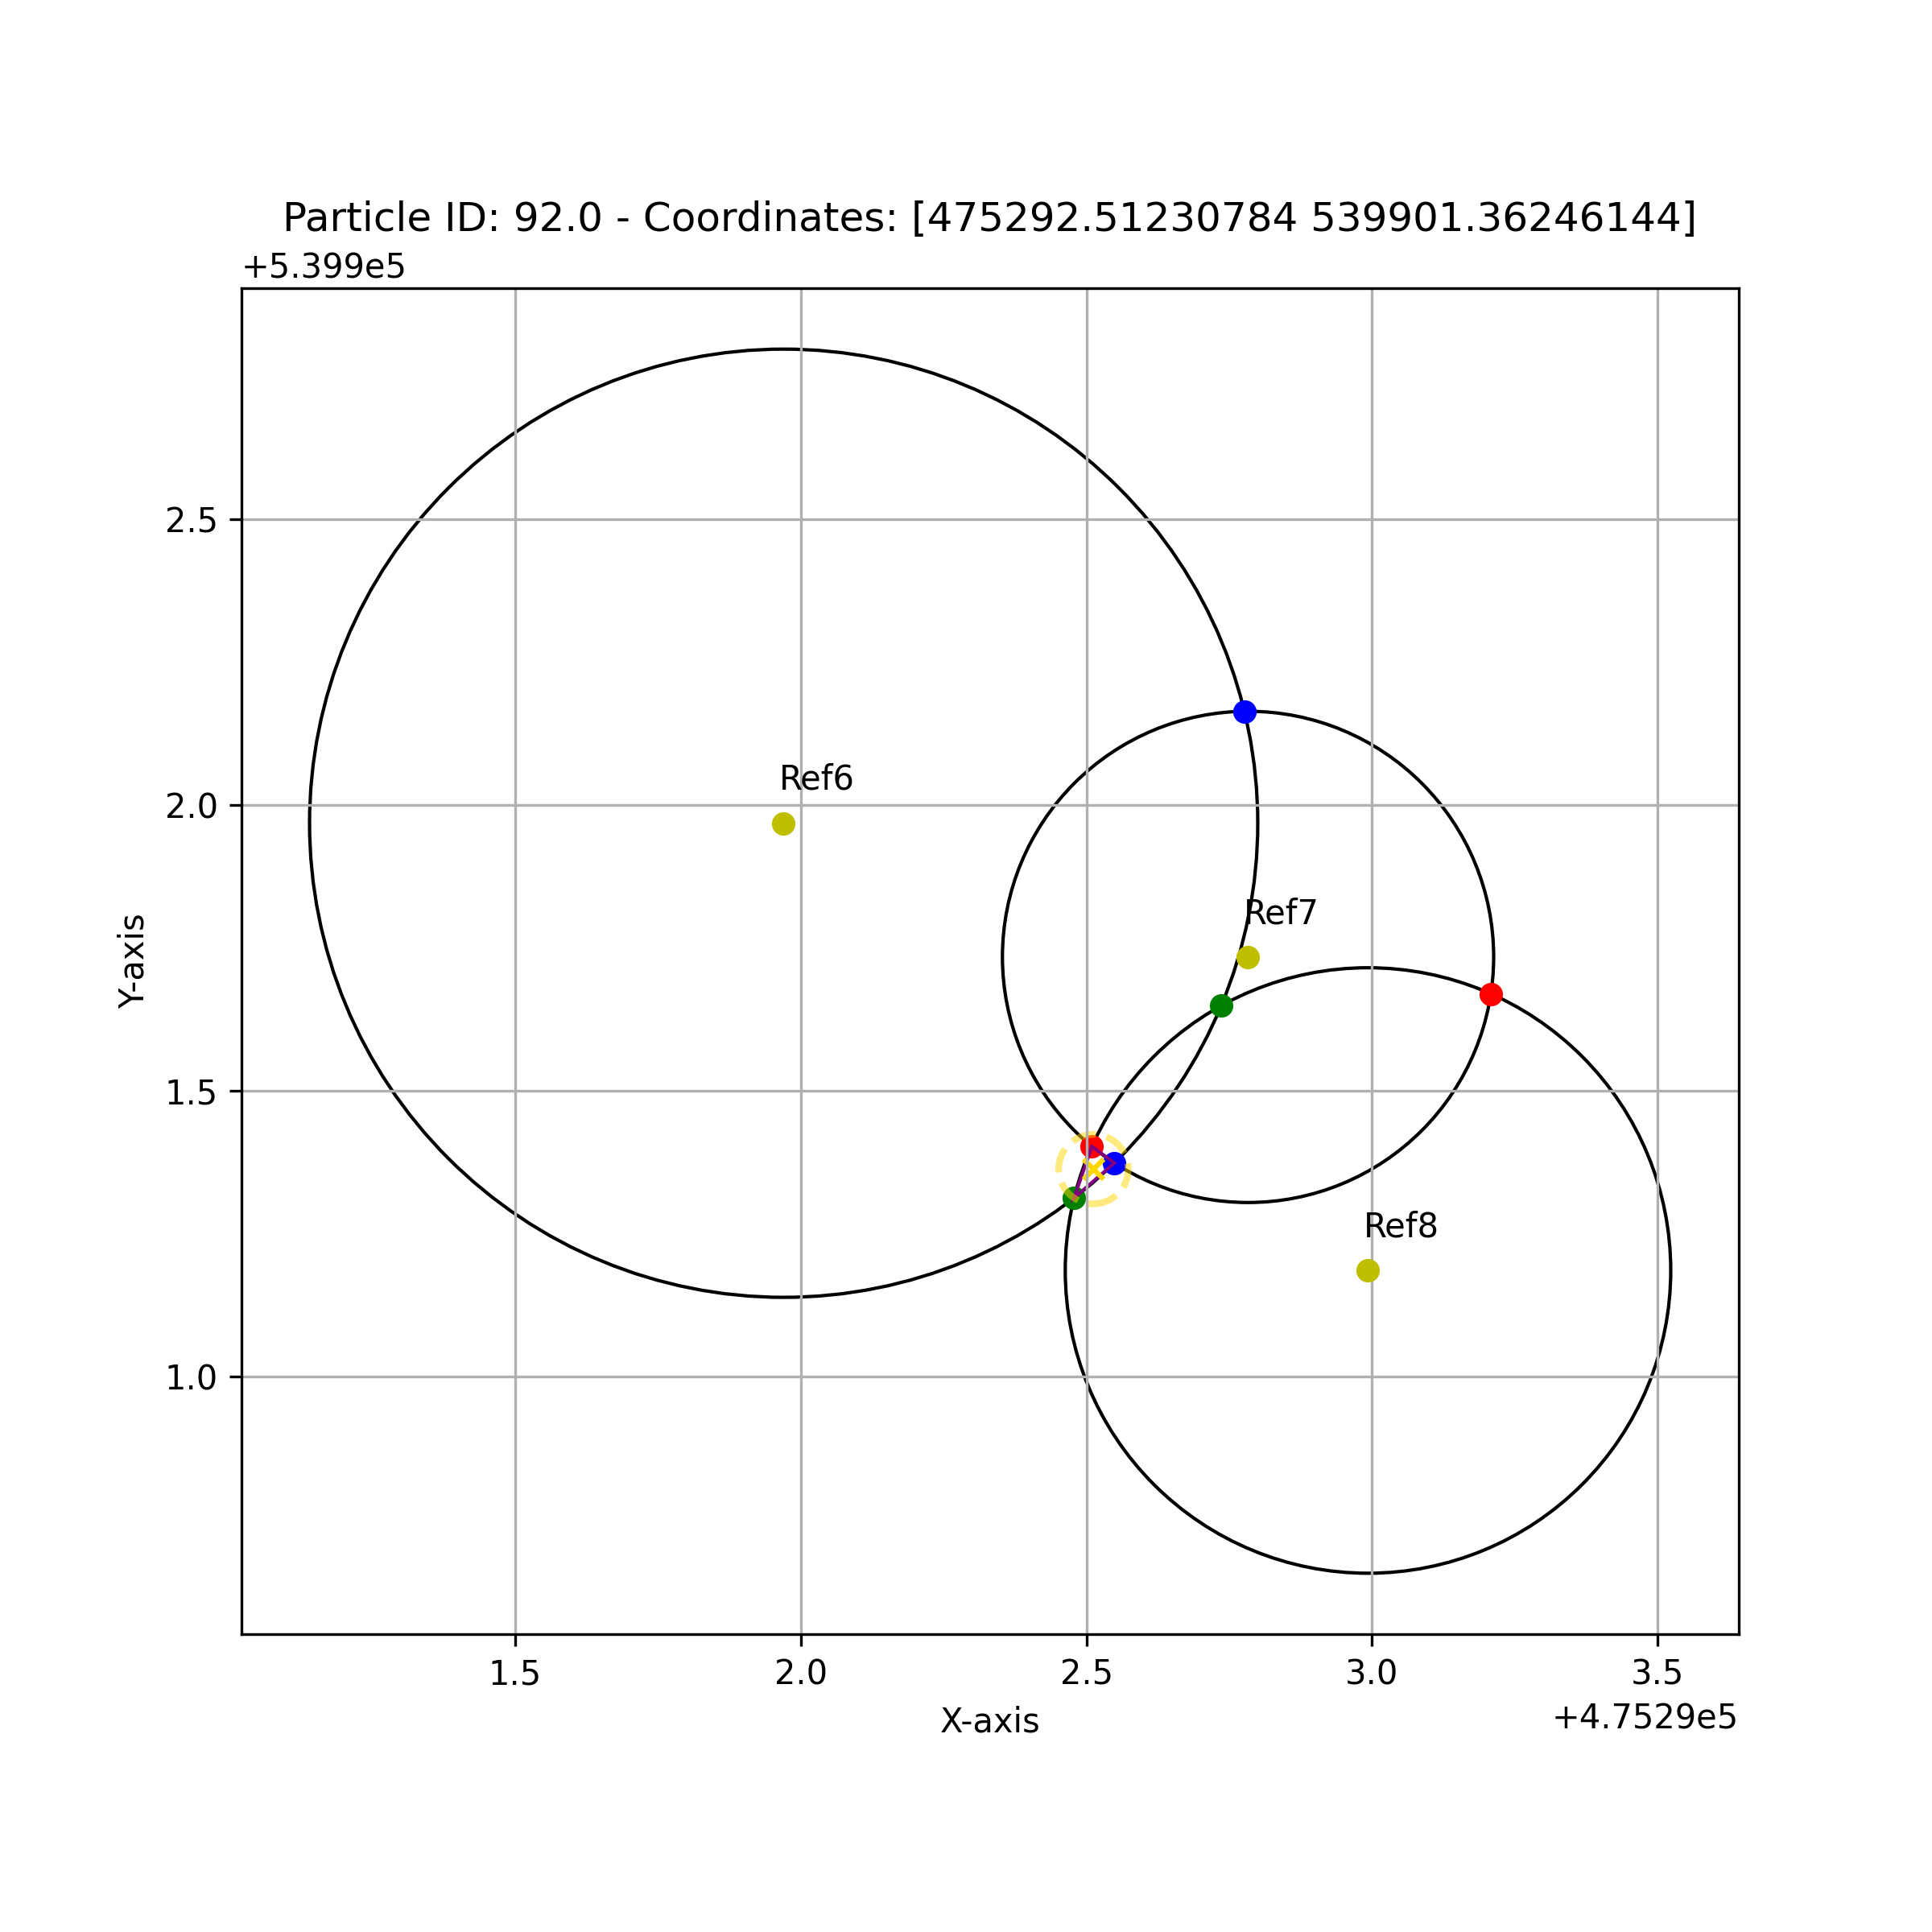 Particle ID: 92.0 - Coordinates: [475292.51230784 539901.36246144]
+5.399e5
2.5
2.0
1.5
1.0
Y-axis
Ref6
Ref7
Ref8
1.5 2.0 2.5 3.0 3.5
X-axis
+4.7529e5